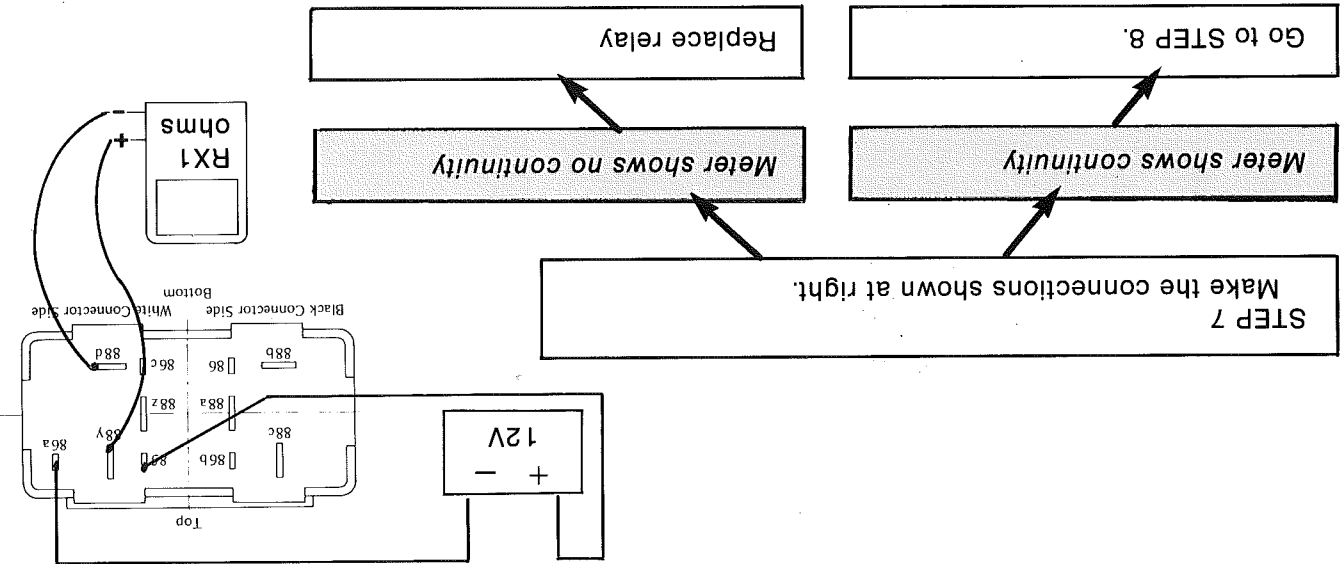 STEP 7
Make the connections shown at right.
Meter shows continuity
Meter shows no continuity
Go to STEP 8.
Replace relay
+ −
12V
Top
88c
86b
88y
86a
88a
88z
88b
86
86c
88d
Black Connector Side
White Connector Side
Bottom
RX1
ohms
+
-